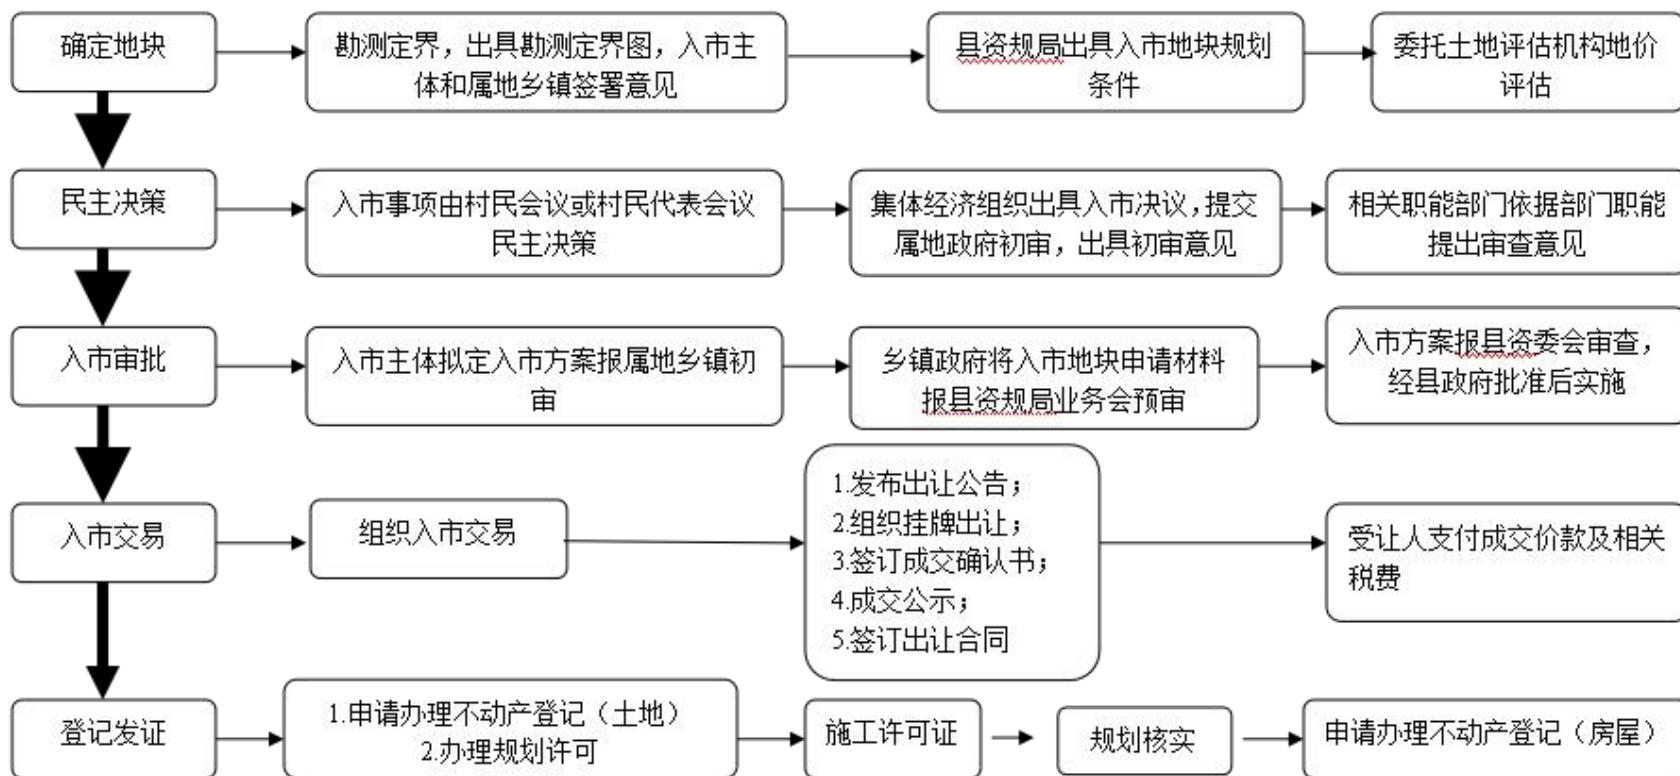 确定地块
勘测定界，出具勘测定界图，入市主
体和属地乡镇签署意见
县资规局出具入市地块规划
条件
委托土地评估机构地价
评估
民主决策
入市事项由村民会议或村民代表会议
民主决策
集体经济组织出具入市决议，提交
属地政府初审，出具初审意见
相关职能部门依据部门职能
提出审查意见
入市审批
入市主体拟定入市方案报属地乡镇初
审
乡镇政府将入市地块申请材料
报县资规局业务会预审
入市方案报县资委会审查，
经县政府批准后实施
入市交易
组织入市交易
1.发布出让公告；
2.组织挂牌出让；
3.签订成交确认书；
4.成交公示；
5.签订出让合同
受让人支付成交价款及相关
税费
登记发证
1.申请办理不动产登记（土地）
2.办理规划许可
施工许可证
规划核实
申请办理不动产登记（房屋）